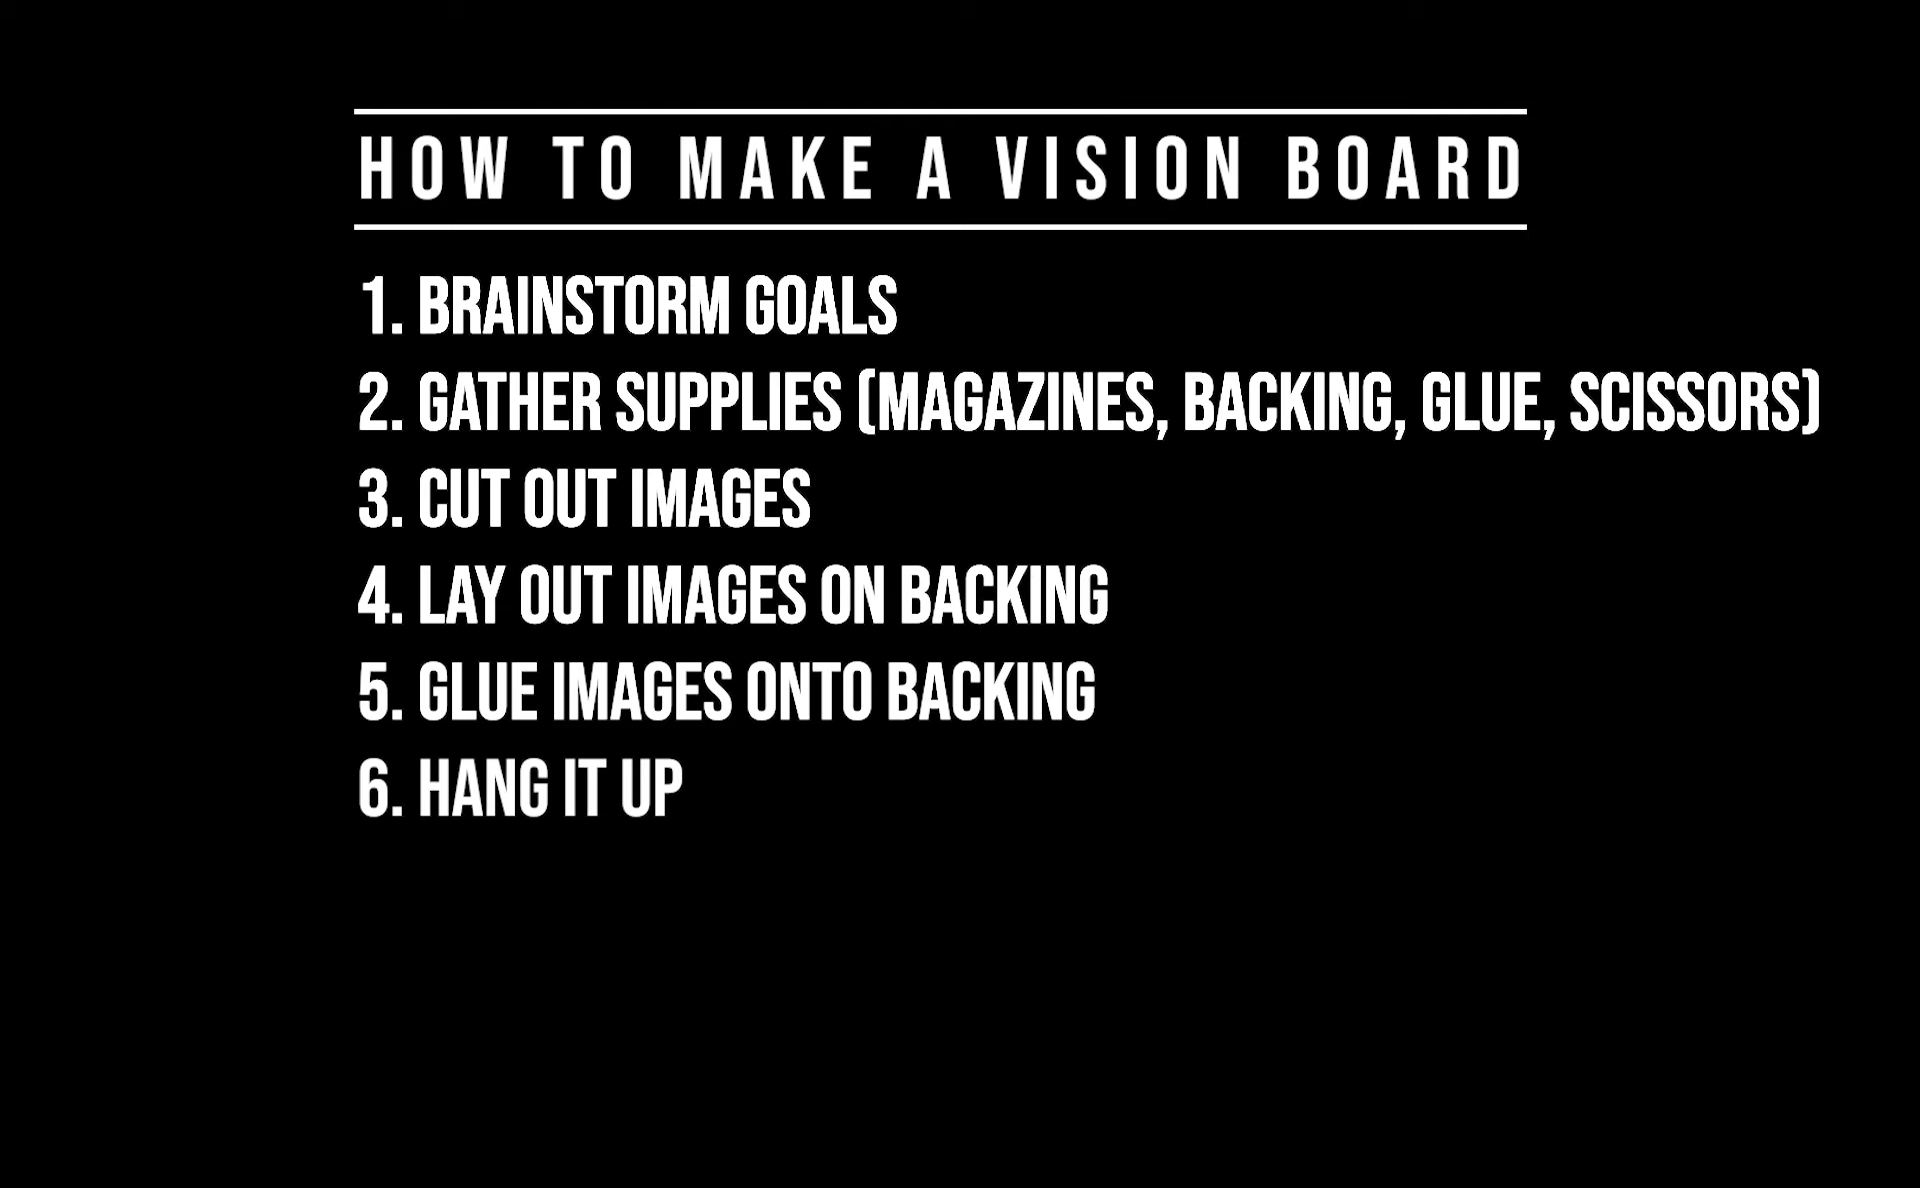 HOW TO MAKE A VISION BOARD
1. BRAINSTORM GOALS
2. GATHER SUPPLIES (MAGAZINES, BACKING, GLUE, SCISSORS)
3. CUT OUT IMAGES
4. LAY OUT IMAGES ON BACKING
5. GLUE IMAGES ONTO BACKING
6. HANG IT UP